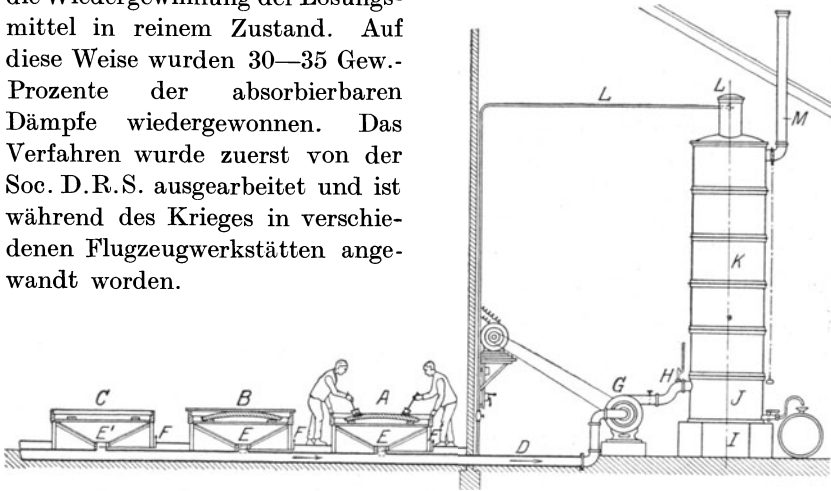 die Wiedergewinnung der Lösungs-
mittel in reinem Zustand. Auf
diese Weise wurden 30—35 Gew.-
Prozente der absorbierbaren
Dämpfe wiedergewonnen. Das
Verfahren wurde zuerst von der
Soc. D.R.S. ausgearbeitet und ist
während des Krieges in verschie-
denen Flugzeugwerkstätten ange-
wandt worden.
L L
M
K
H
G
J
C B A
E' F E F E F
D I